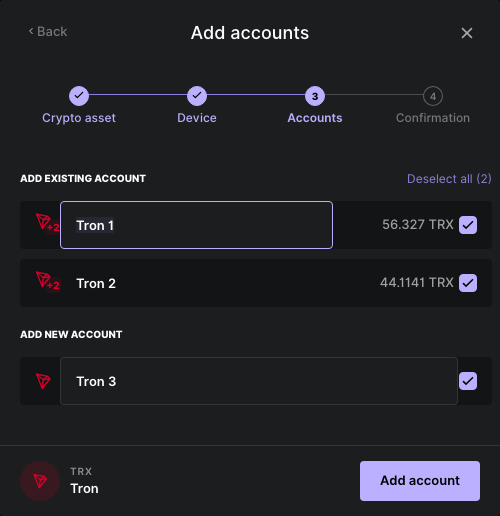 Back
Add accounts
3
4
Crypto asset
Device
Accounts
Confirmation
ADD EXISTING ACCOUNT
Deselect all (2)
+2
Tron 1
56.327 TRX
+2
Tron 2
44.1141 TRX
ADD NEW ACCOUNT
Tron 3
TRX
Tron
Add account